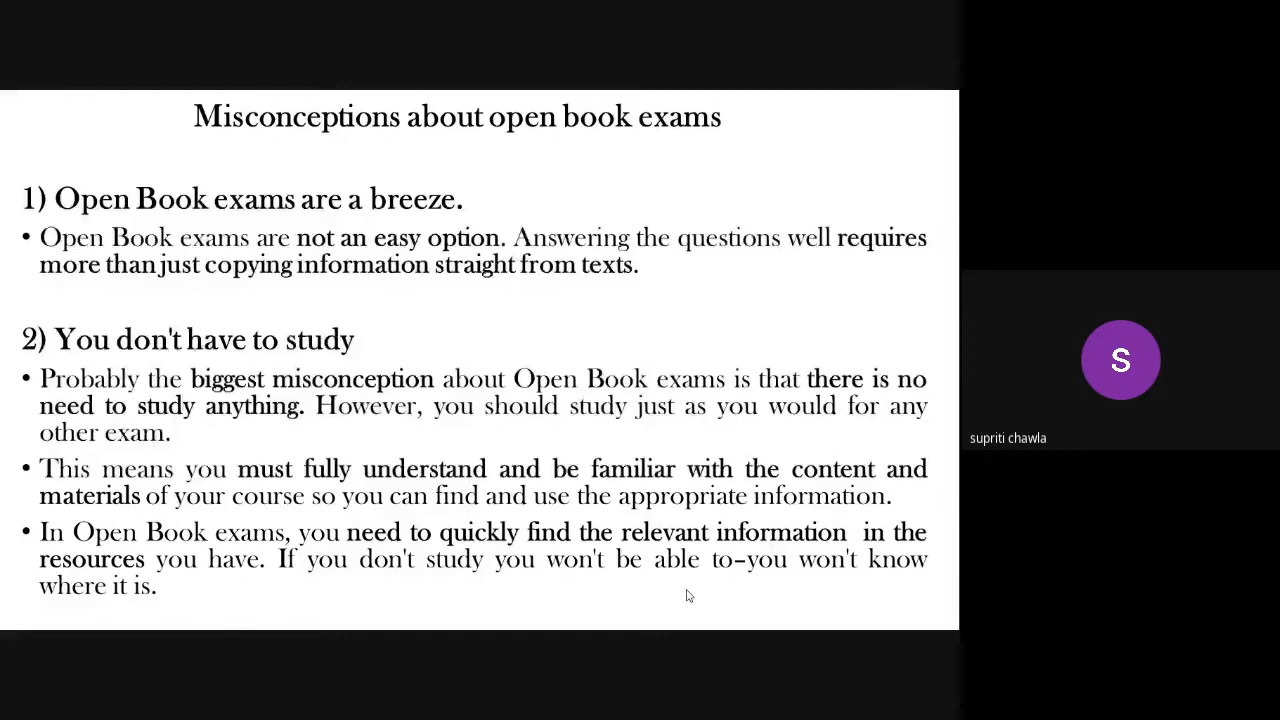 Misconceptions about open book exams
1) Open Book exams are a breeze.
• Open Book exams are not an easy option. Answering the questions well requires
more than just copying information straight from texts.
2) You don't have to study
• Probably the biggest misconception about Open Book exams is that there is no
need to study anything. However, you should study just as you would for any
other exam.
• This means you must fully understand and be familiar with the content and
materials of your course so you can find and use the appropriate information.
• In Open Book exams, you need to quickly find the relevant information in the
resources you have. If you don't study you won't be able to–you won't know
where it is.
S
supriti chawla